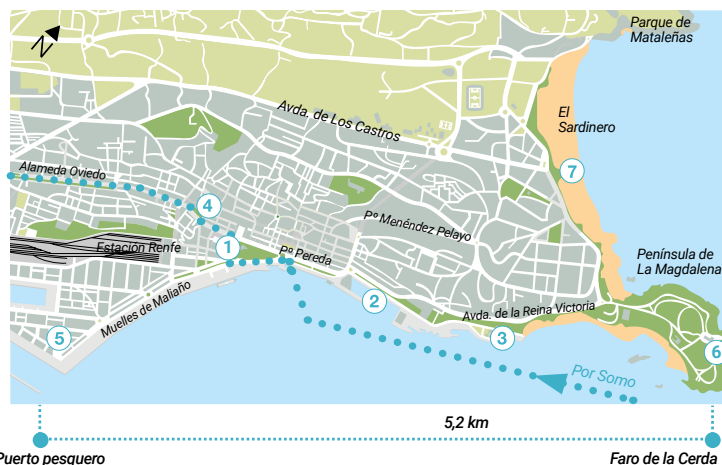 Parque de
Mataleñas
N
El
Sardinero
Avda. de Los Castros
7
Alameda Oviedo
4
Pº Menéndez Pelayo
1
Estación Renfe
Pº Pereda
Península de
La Magdalena
2
Avda. de la Reina Victoria
Muelles de Maliaño
3
5
6
Por Somo
5,2 km
Puerto pesquero
Faro de la Cerda